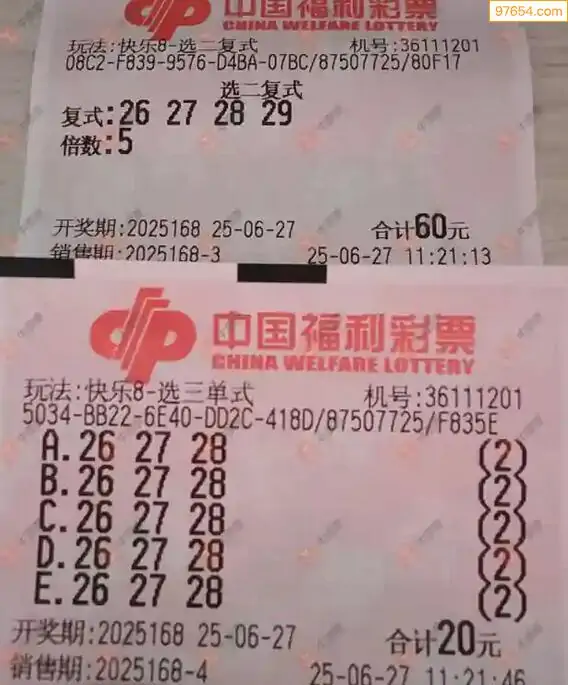 97654.com
中国福利彩票
CHINA WELFARE LOTTERY
玩法:快乐8-选二复式 机号:36111201
08C2-F839-9576-D4BA-07BC/87507725/80F17
选二复式
复式:26 27 28 29
倍数:5
开奖期:2025168 25-06-27 合计60元
销售期:2025168-3 25-06-27 11:21:13
中国福利彩票
CHINA WELFARE LOTTERY
玩法:快乐8-选三单式 机号:36111201
5034-BB22-6E40-DD2C-418D/87507725/F835E
A.26 27 28 (2)
B.26 27 28 (2)
C.26 27 28 (2)
D.26 27 28 (2)
E.26 27 28 (2)
开奖期:2025168 25-06-27 合计20元
销售期:2025168-4 25-06-27 11:21:46